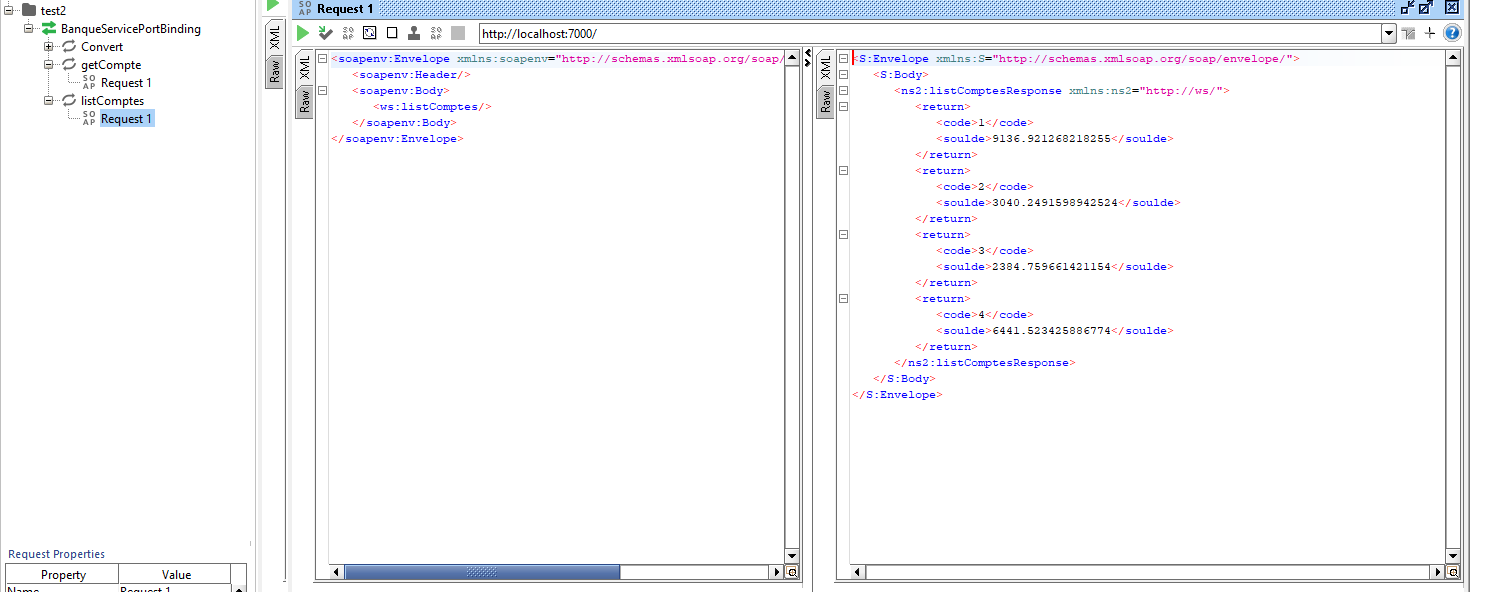 test2
BanqueServicePortBinding
Convert
getCompte
SO AP Request 1
listComptes
SO AP Request 1
Request Properties
Property Value
Name Request 1
SO AP Request 1
http://localhost:7000/
XML
Raw
XML
Raw
<soapenv:Envelope xmlns:soapenv="http://schemas.xmlsoap.org/soap/
<soapenv:Header/>
<soapenv:Body>
<ws:listComptes/>
</soapenv:Body>
</soapenv:Envelope>
XML
Raw
<S:Envelope xmlns:S="http://schemas.xmlsoap.org/soap/envelope/">
<S:Body>
<ns2:listComptesResponse xmlns:ns2="http://ws/">
<return>
<code>1</code>
<soulde>9136.921268218255</soulde>
</return>
<return>
<code>2</code>
<soulde>3040.2491598942524</soulde>
</return>
<return>
<code>3</code>
<soulde>2384.759661421154</soulde>
</return>
<return>
<code>4</code>
<soulde>6441.523425886774</soulde>
</return>
</ns2:listComptesResponse>
</S:Body>
</S:Envelope>